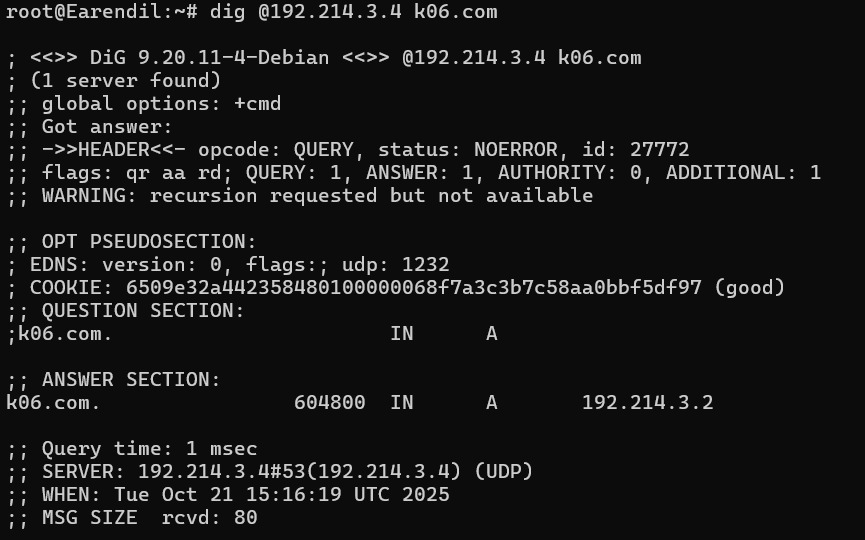 root@Earendil:~# dig @192.214.3.4 k06.com
; <<>> DiG 9.20.11-4-Debian <<>> @192.214.3.4 k06.com
; (1 server found)
;; global options: +cmd
;; Got answer:
;; ->>HEADER<<- opcode: QUERY, status: NOERROR, id: 27772
;; flags: qr aa rd; QUERY: 1, ANSWER: 1, AUTHORITY: 0, ADDITIONAL: 1
;; WARNING: recursion requested but not available
;; OPT PSEUDOSECTION:
; EDNS: version: 0, flags:; udp: 1232
; COOKIE: 6509e32a442358480100000068f7a3c3b7c58aa0bbf5df97 (good)
;; QUESTION SECTION:
;k06.com. IN A
;; ANSWER SECTION:
k06.com. 604800 IN A 192.214.3.2
;; Query time: 1 msec
;; SERVER: 192.214.3.4#53(192.214.3.4) (UDP)
;; WHEN: Tue Oct 21 15:16:19 UTC 2025
;; MSG SIZE  rcvd: 80